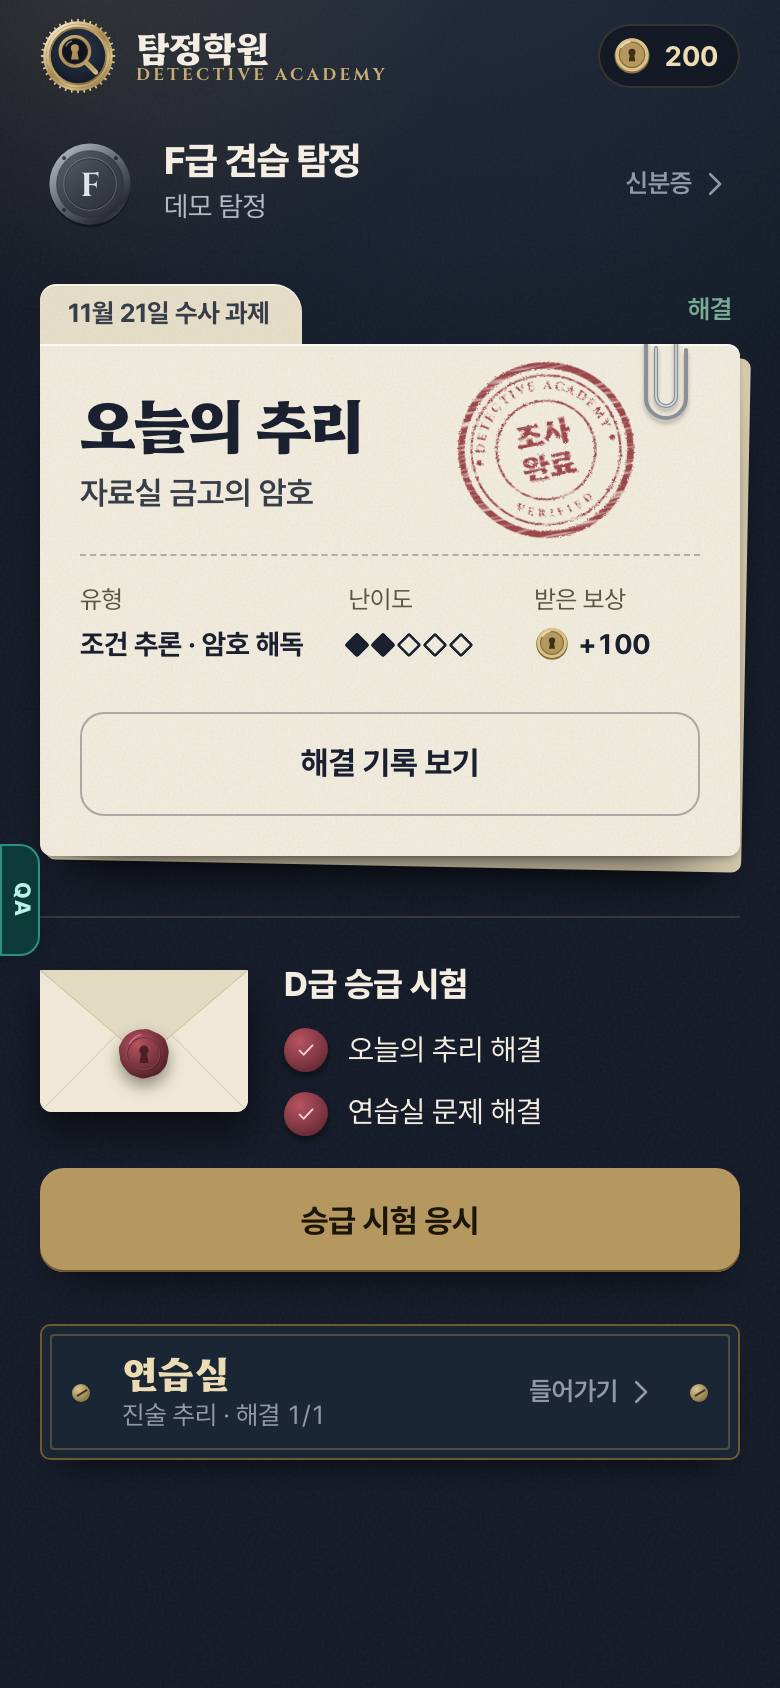 탐정학원
DETECTIVE ACADEMY
200
F
F급 견습 탐정
데모 탐정
신분증
11월 21일 수사 과제
해결
오늘의 추리
자료실 금고의 암호
DETECTIVE ACADEMY
조사
완료
VERIFIED
유형
난이도
받은 보상
조건 추론 · 암호 해독
+100
해결 기록 보기
QA
D급 승급 시험
오늘의 추리 해결
연습실 문제 해결
승급 시험 응시
연습실
진술 추리 · 해결 1/1
들어가기